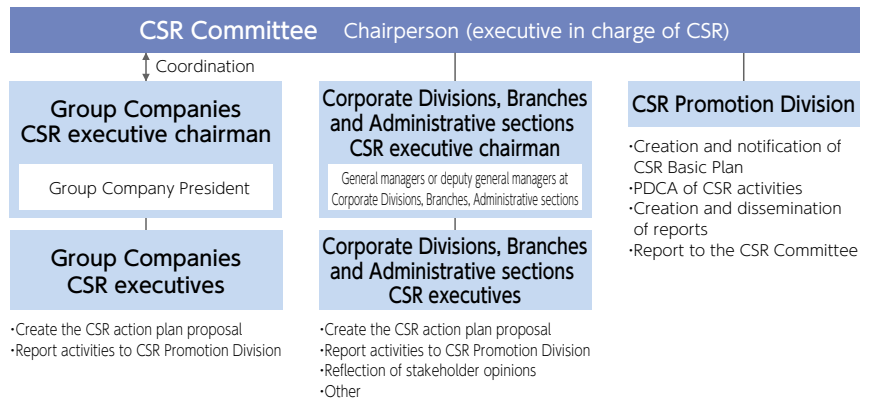 CSR Committee Chairperson (executive in charge of CSR)
Coordination
Group Companies
CSR executive chairman
Group Company President
Group Companies
CSR executives
・Create the CSR action plan proposal
・Report activities to CSR Promotion Division
Corporate Divisions, Branches
and Administrative sections
CSR executive chairman
General managers or deputy general managers at
Corporate Divisions, Branches, Administrative sections
Corporate Divisions, Branches
and Administrative sections
CSR executives
・Create the CSR action plan proposal
・Report activities to CSR Promotion Division
・Reflection of stakeholder opinions
・Other
CSR Promotion Division
・Creation and notification of
CSR Basic Plan
・PDCA of CSR activities
・Creation and dissemination
of reports
・Report to the CSR Committee